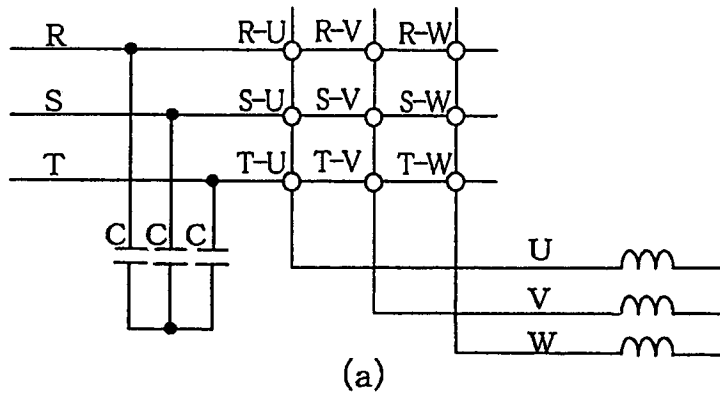 R R-U R-V R-W
S S-U S-V S-W
T T-U T-V T-W
C C C
U
V
W
(a)